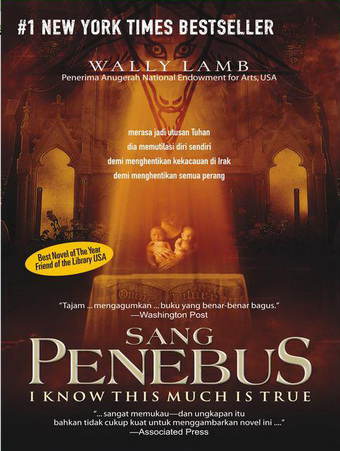 #1 NEW YORK TIMES BESTSELLER
WALLY LAMB
Penerima Anugerah National Endowment for Arts, USA
merasa jadi utusan Tuhan
dia memutilasi diri sendiri
demi menghentikan kekacauan di Irak
demi menghentikan semua perang
Best Novel of The Year
Friend of the Library USA
"Tajam ... mengagumkan ... buku yang benar-benar bagus."
—Washington Post
SANG
PENEBUS
I KNOW THIS MUCH IS TRUE
"... sangat memukau—dan ungkapan itu
bahkan tidak cukup kuat untuk menggambarkan novel ini ...."
—Associated Press